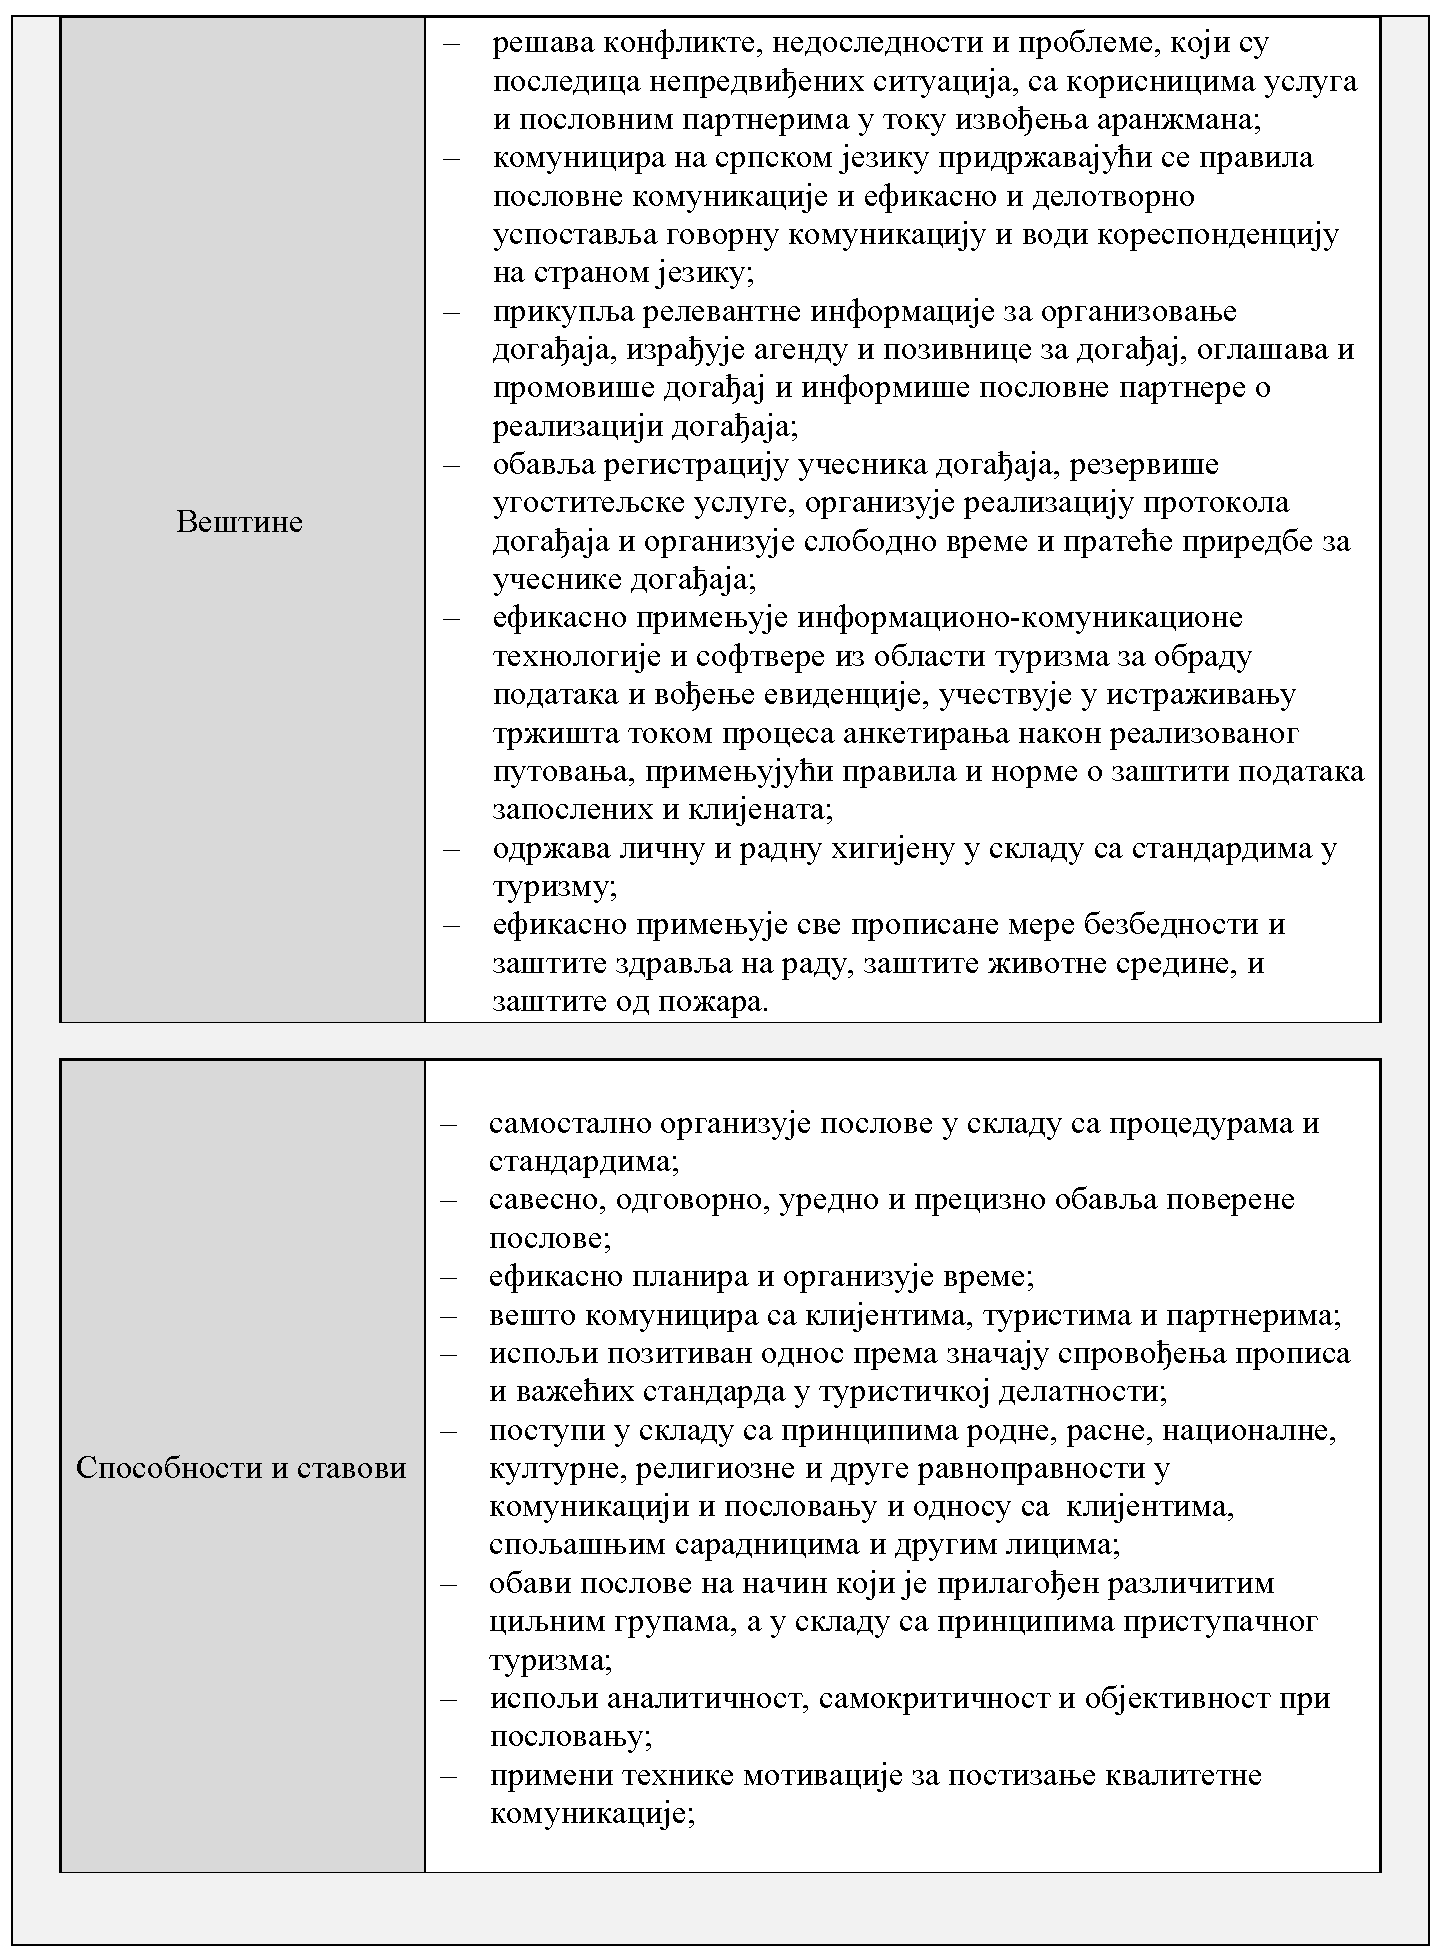 Вештине
– решава конфликте, недоследности и проблеме, који су
последица непредвиђених ситуација, са корисницима услуга
и пословним партнерима у току извођења аранжмана;
– комуницира на српском језику придржавајући се правила
пословне комуникације и ефикасно и делотворно
успоставља говорну комуникацију и води кореспонденцију
на страном језику;
– прикупља релевантне информације за организовање
догађаја, израђује агенду и позивнице за догађај, оглашава и
промовише догађај и информише пословне партнере о
реализацији догађаја;
– обавља регистрацију учесника догађаја, резервише
угоститељске услуге, организује реализацију протокола
догађаја и организује слободно време и пратеће приредбе за
учеснике догађаја;
– ефикасно примењује информационо-комуникационе
технологије и софтвере из области туризма за обраду
података и вођење евиденције, учествује у истраживању
тржишта током процеса анкетирања након реализованог
путовања, примењујући правила и норме о заштити података
запослених и клијената;
– одржава личну и радну хигијену у складу са стандардима у
туризму;
– ефикасно примењује све прописане мере безбедности и
заштите здравља на раду, заштите животне средине, и
заштите од пожара.
Способности и ставови
– самостално организује послове у складу са процедурама и
стандардима;
– савесно, одговорно, уредно и прецизно обавља поверене
послове;
– ефикасно планира и организује време;
– вешто комуницира са клијентима, туристима и партнерима;
– испољи позитиван однос према значају спровођења прописа
и важећих стандарда у туристичкој делатности;
– поступи у складу са принципима родне, расне, националне,
културне, религиозне и друге равноправности у
комуникацији и пословању и односу са  клијентима,
спољашњим сарадницима и другим лицима;
– обави послове на начин који је прилагођен различитим
циљним групама, а у складу са принципима приступачног
туризма;
– испољи аналитичност, самокритичност и објективност при
пословању;
– примени технике мотивације за постизање квалитетне
комуникације;